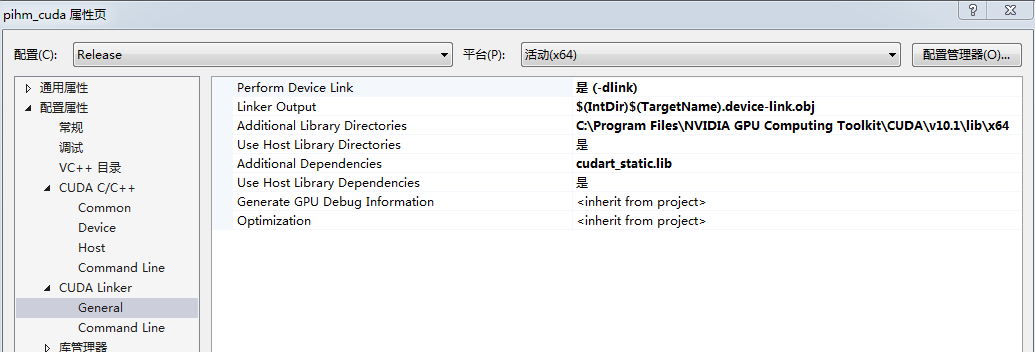 pihm_cuda 属性页
配置(C): Release 平台(P): 活动(x64) 配置管理器(O)...
通用属性
配置属性
常规
调试
VC++ 目录
CUDA C/C++
Common
Device
Host
Command Line
CUDA Linker
General
Command Line
库管理器
Perform Device Link 是 (-dlink)
Linker Output $(IntDir)$(TargetName).device-link.obj
Additional Library Directories C:\Program Files\NVIDIA GPU Computing Toolkit\CUDA\v10.1\lib\x64
Use Host Library Directories 是
Additional Dependencies cudart_static.lib
Use Host Library Dependencies 是
Generate GPU Debug Information <inherit from project>
Optimization <inherit from project>